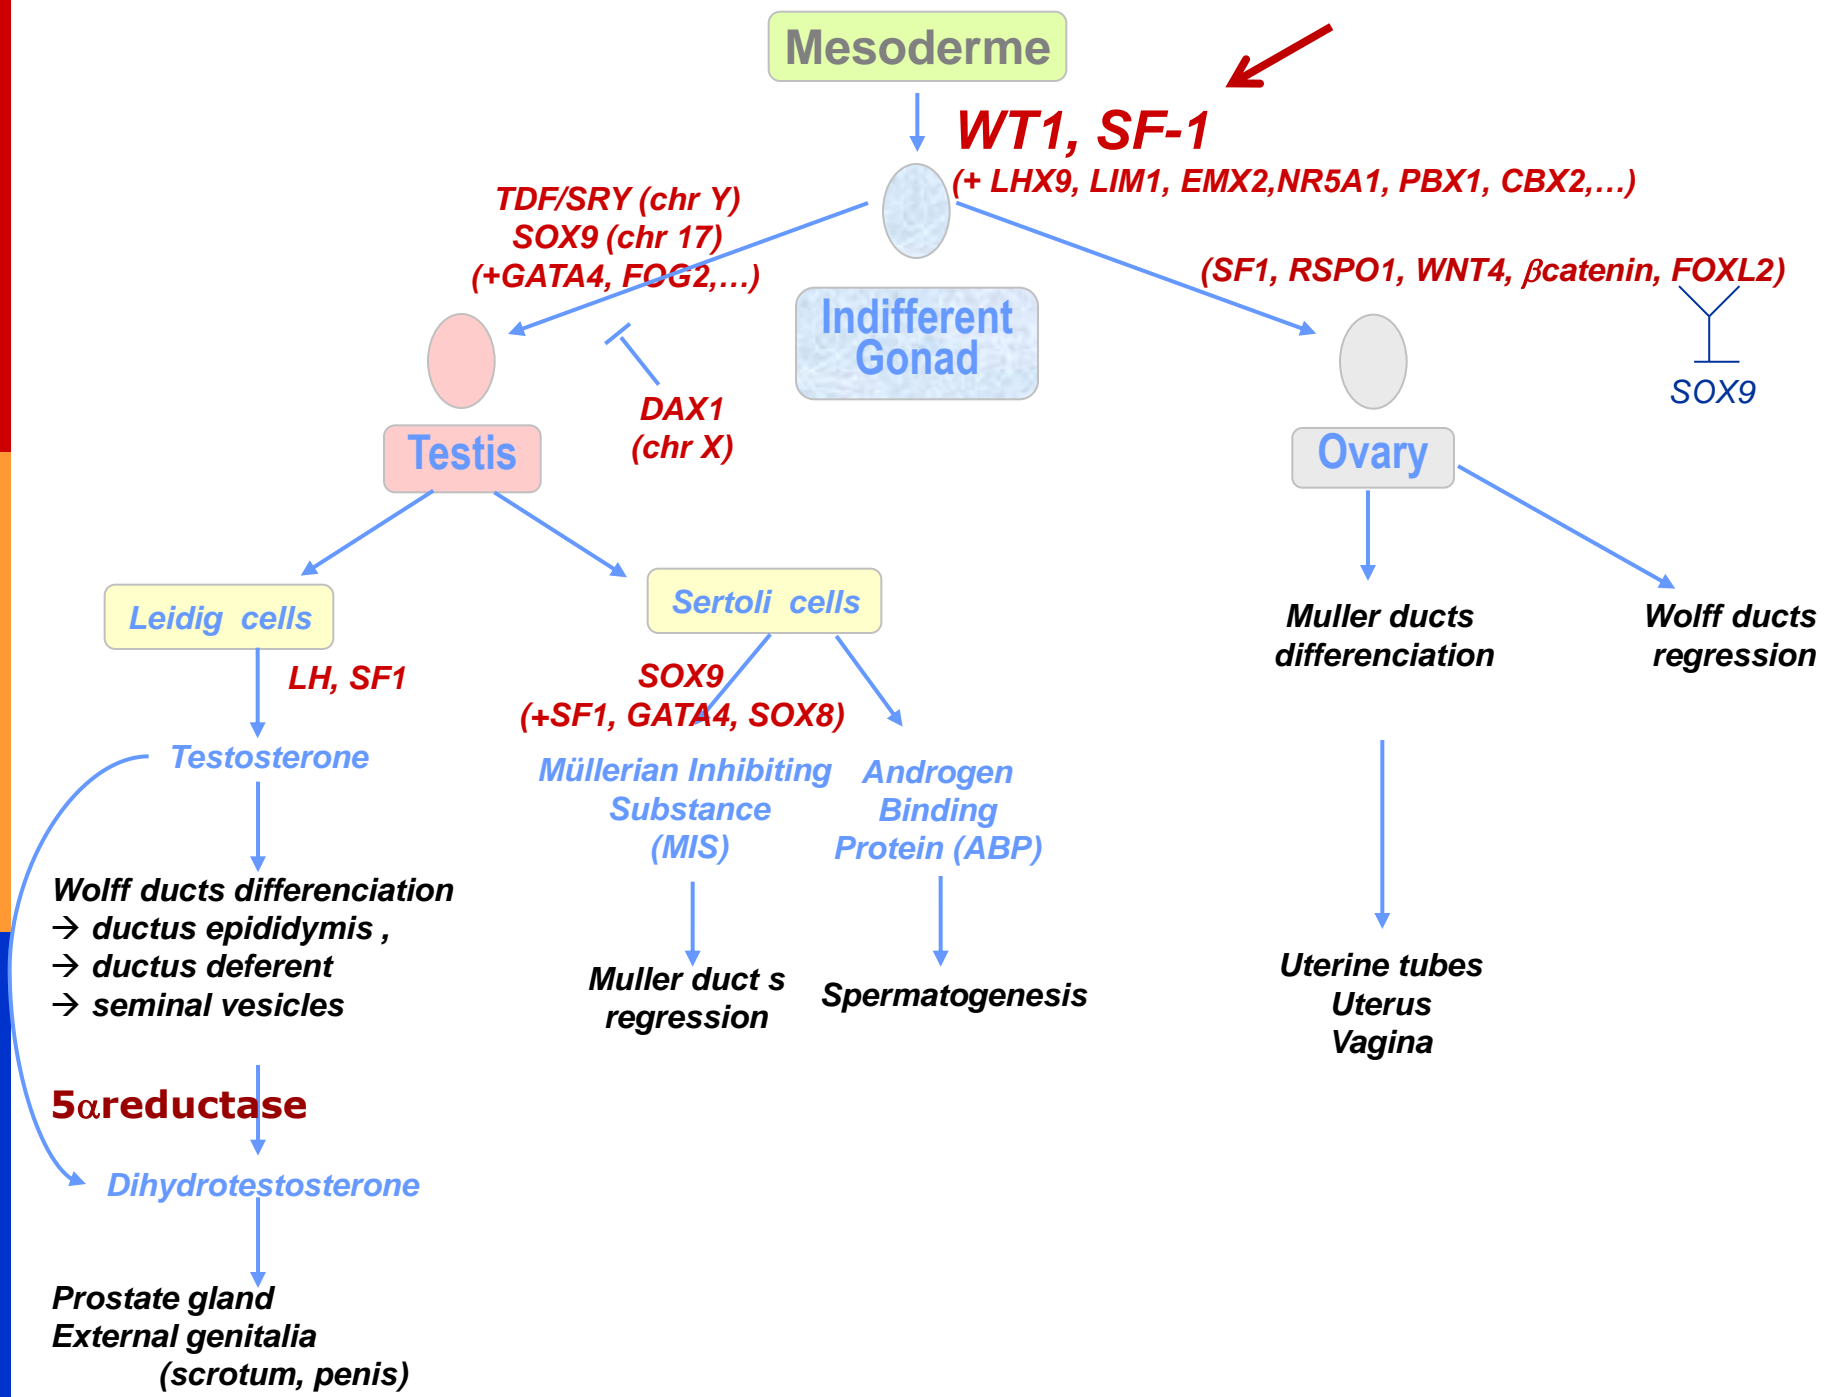 Mesoderme
WT1, SF-1
(+ LHX9, LIM1, EMX2,NR5A1, PBX1, CBX2,...)
TDF/SRY (chr Y)
SOX9 (chr 17)
(+GATA4, FOG2,...)
(SF1, RSPO1, WNT4, βcatenin, FOXL2)
Indifferent
Gonad
SOX9
DAX1
(chr X)
Testis
Ovary
Leidig cells
Sertoli cells
Muller ducts
differenciation
Wolff ducts
regression
LH, SF1
SOX9
(+SF1, GATA4, SOX8)
Testosterone
Müllerian Inhibiting
Substance
(MIS)
Androgen
Binding
Protein (ABP)
Wolff ducts differenciation
→ ductus epididymis ,
→ ductus deferent
→ seminal vesicles
Muller duct s
regression
Spermatogenesis
Uterine tubes
Uterus
Vagina
5αreductase
Dihydrotestosterone
Prostate gland
External genitalia
(scrotum, penis)